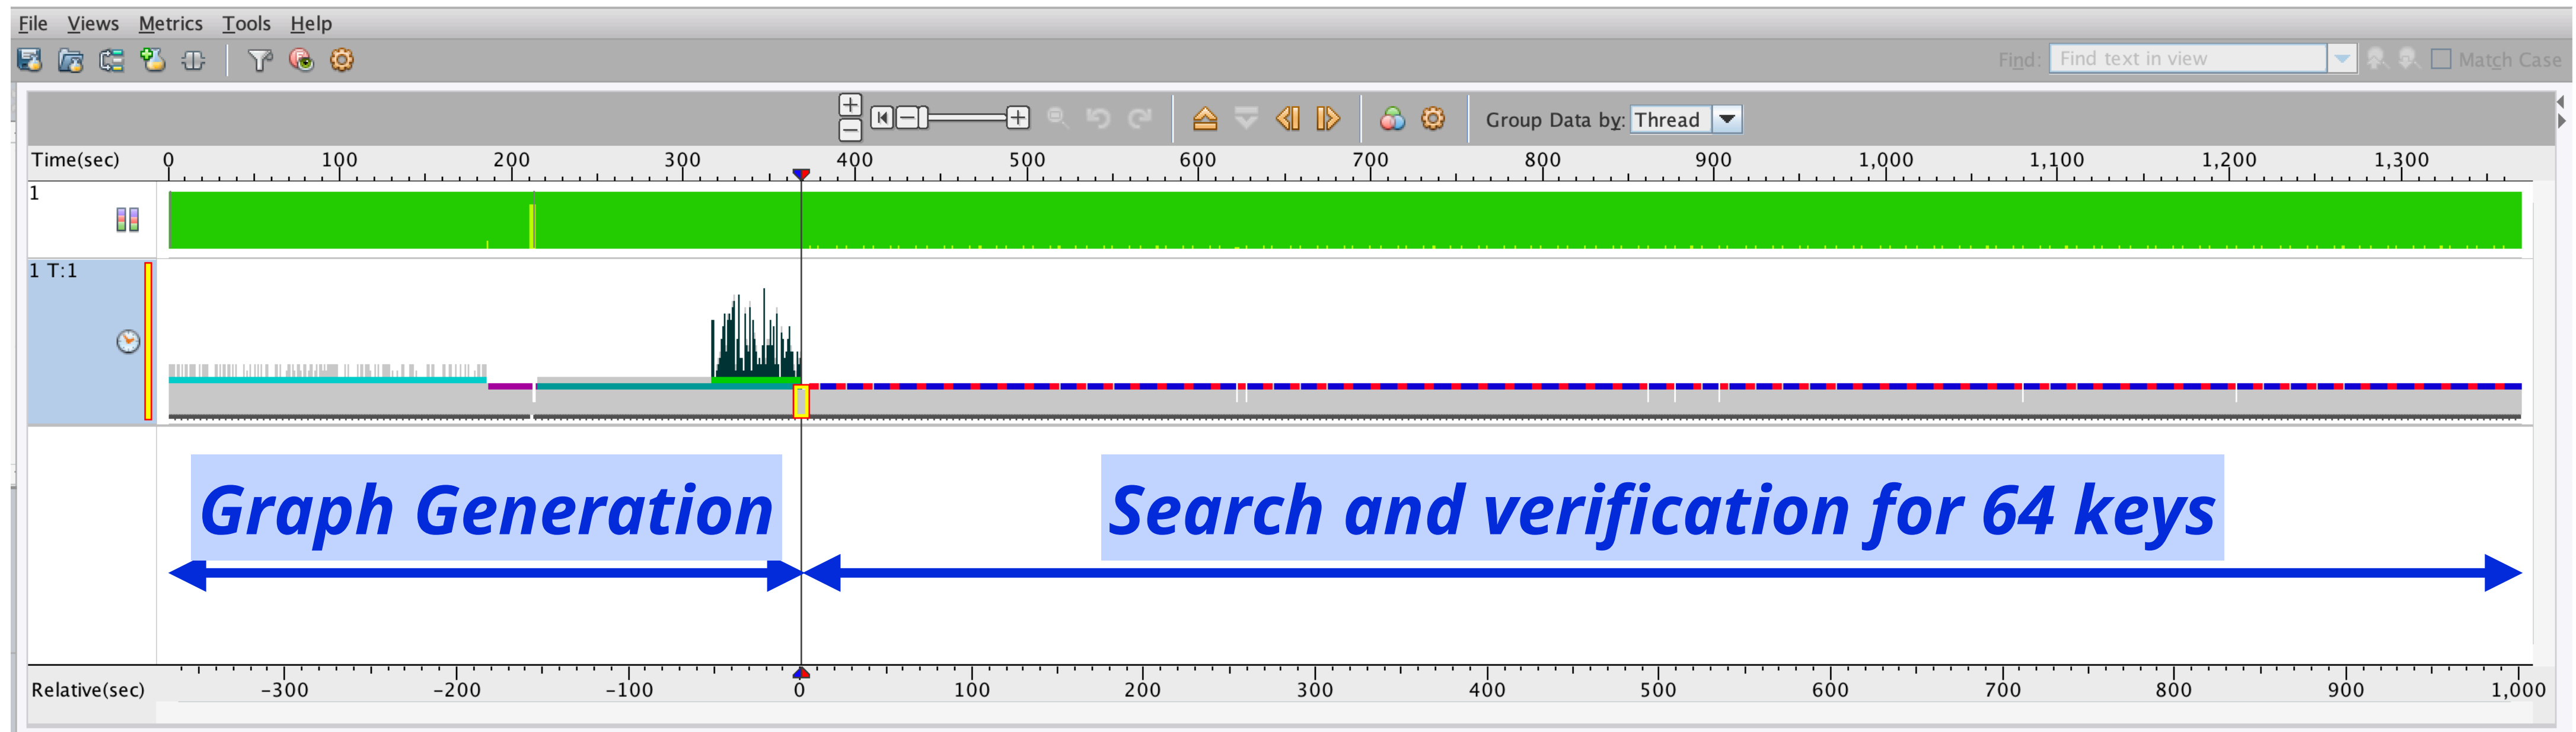 File Views Metrics Tools Help
Find: Find text in view Match Case
Group Data by: Thread
Time(sec) 0 100 200 300 400 500 600 700 800 900 1,000 1,100 1,200 1,300
1
1 T:1
Graph Generation Search and verification for 64 keys
Relative(sec) -300 -200 -100 0 100 200 300 400 500 600 700 800 900 1,000